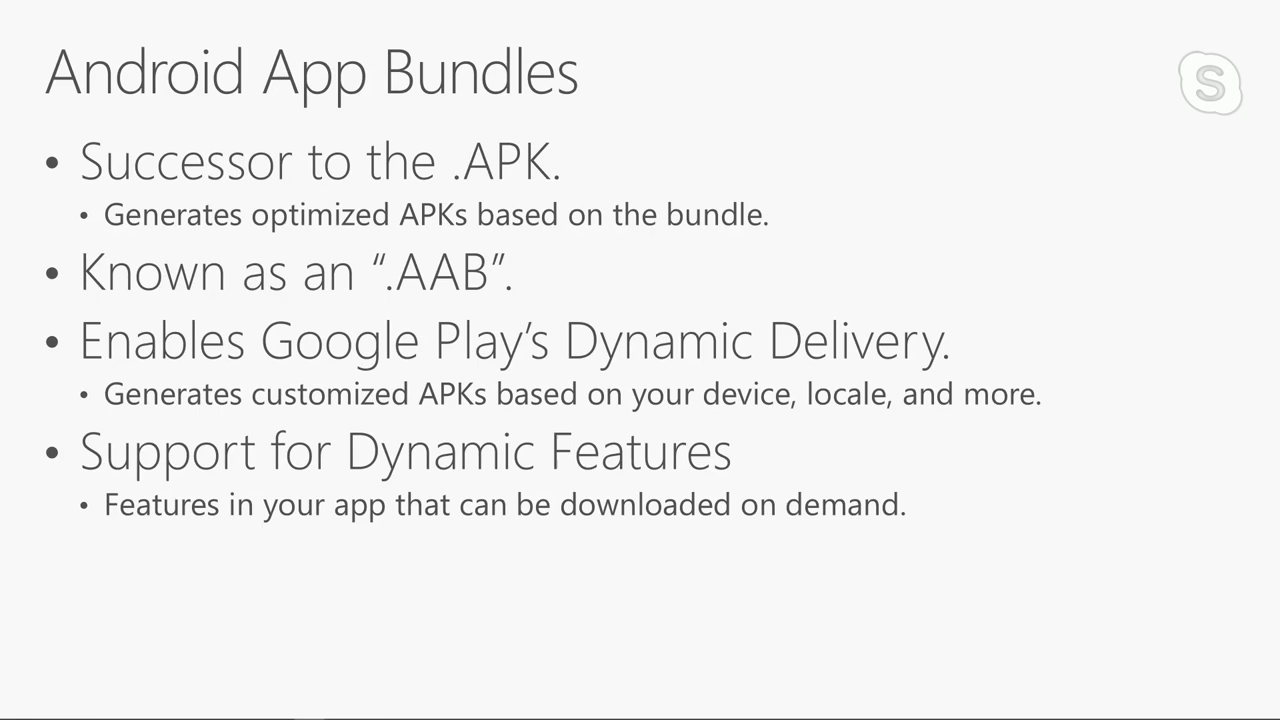 Android App Bundles
S
• Successor to the .APK.
• Generates optimized APKs based on the bundle.
• Known as an “.AAB”.
• Enables Google Play’s Dynamic Delivery.
• Generates customized APKs based on your device, locale, and more.
• Support for Dynamic Features
• Features in your app that can be downloaded on demand.